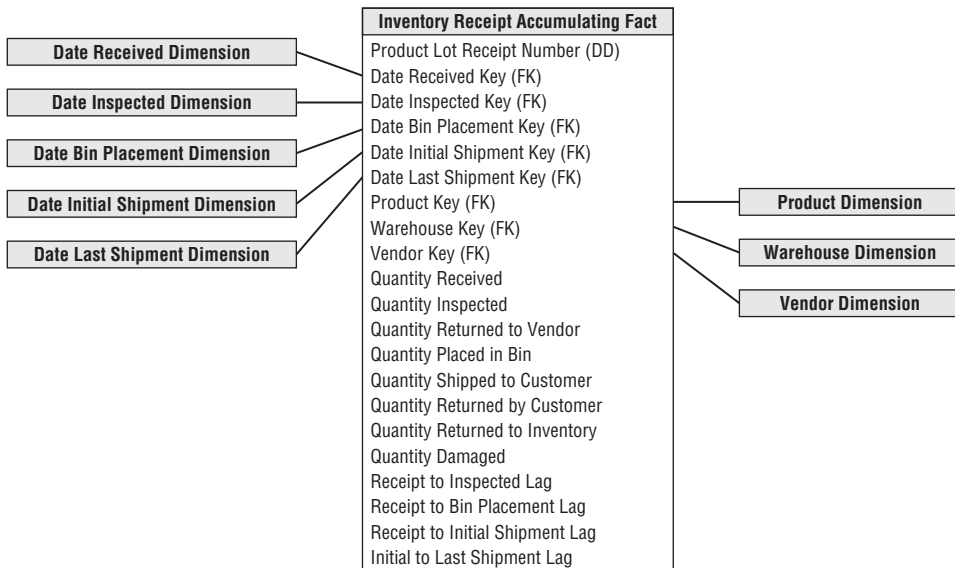 Inventory Receipt Accumulating Fact
Product Lot Receipt Number (DD)
Date Received Key (FK)
Date Inspected Key (FK)
Date Bin Placement Key (FK)
Date Initial Shipment Key (FK)
Date Last Shipment Key (FK)
Product Key (FK)
Warehouse Key (FK)
Vendor Key (FK)
Quantity Received
Quantity Inspected
Quantity Returned to Vendor
Quantity Placed in Bin
Quantity Shipped to Customer
Quantity Returned by Customer
Quantity Returned to Inventory
Quantity Damaged
Receipt to Inspected Lag
Receipt to Bin Placement Lag
Receipt to Initial Shipment Lag
Initial to Last Shipment Lag
Date Received Dimension
Date Inspected Dimension
Date Bin Placement Dimension
Date Initial Shipment Dimension
Date Last Shipment Dimension
Product Dimension
Warehouse Dimension
Vendor Dimension